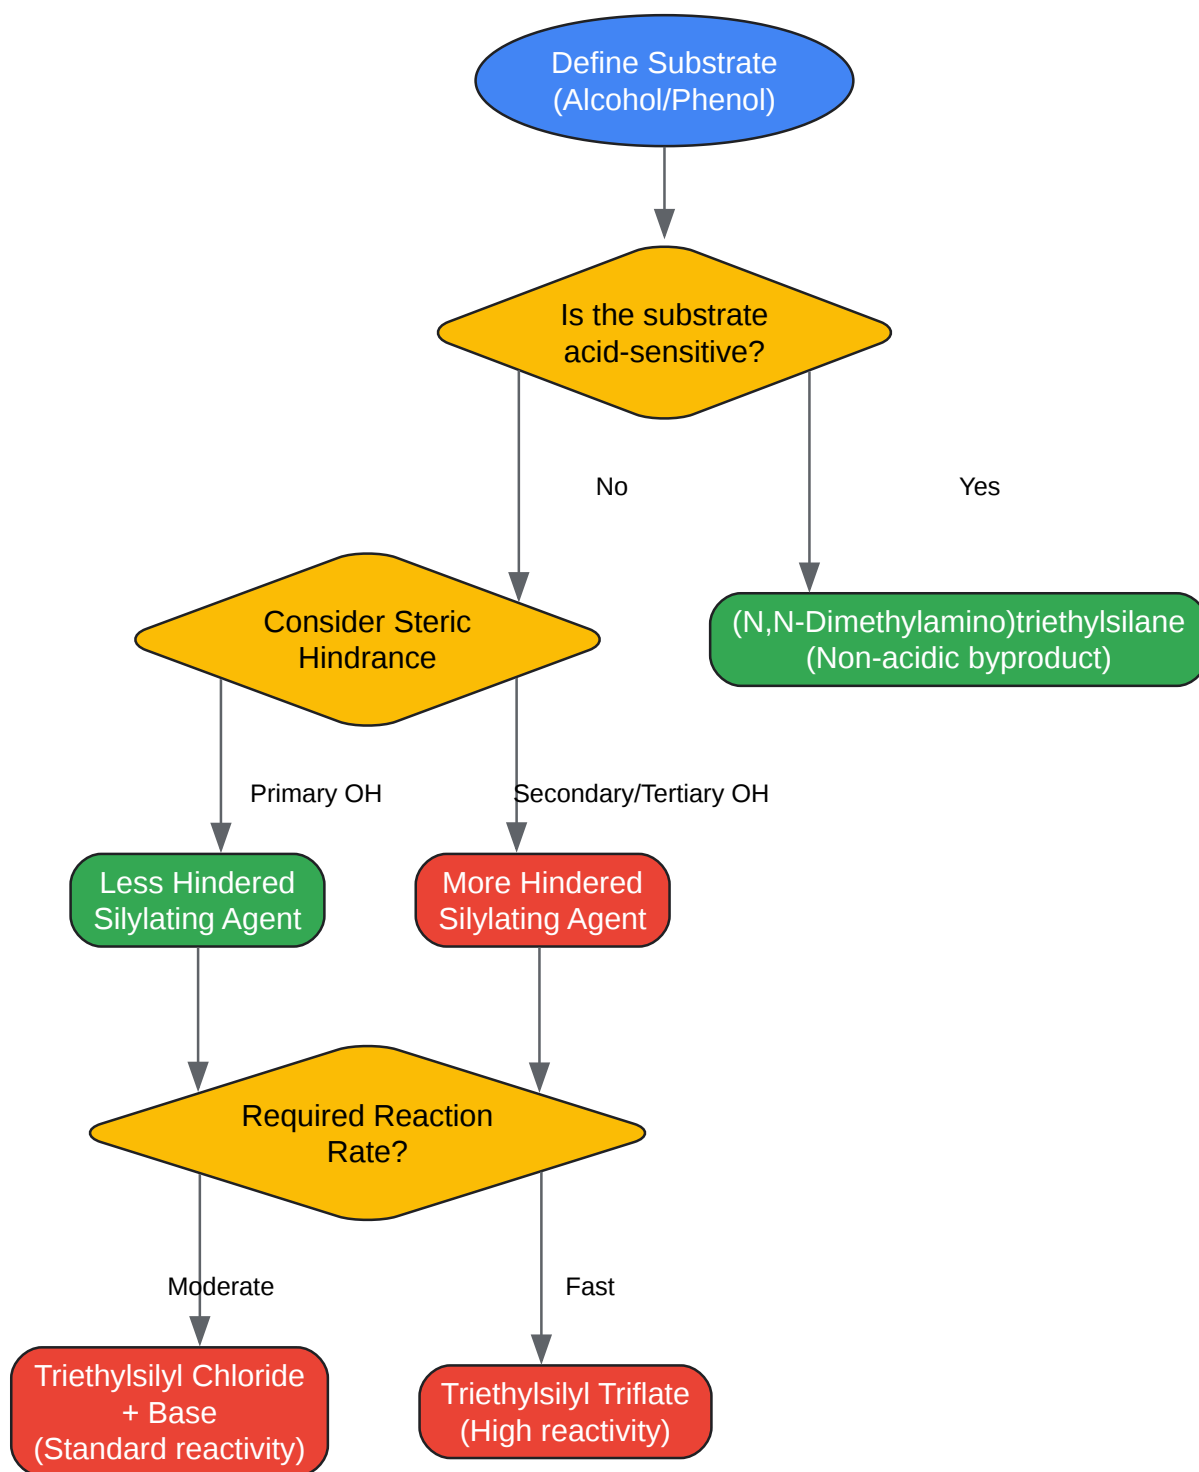 Define Substrate
(Alcohol/Phenol)
Is the substrate
acid-sensitive?
No
Yes
Consider Steric
Hindrance
(N,N-Dimethylamino)triethylsilane
(Non-acidic byproduct)
Primary OH
Secondary/Tertiary OH
Less Hindered
Silylating Agent
More Hindered
Silylating Agent
Required Reaction
Rate?
Moderate
Fast
Triethylsilyl Chloride
+ Base
(Standard reactivity)
Triethylsilyl Triflate
(High reactivity)